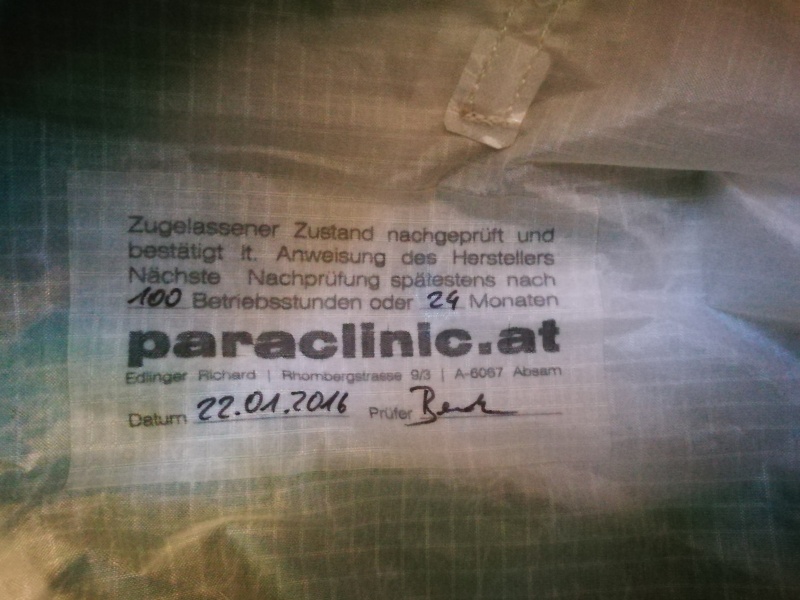 Zugelassener Zustand nachgeprüft und
bestätigt lt. Anweisung des Herstellers
Nächste Nachprüfung spätestens nach
100 Betriebsstunden oder 24 Monaten
paraclinic.at
Edlinger Richard | Rhombergstrasse 9/3 | A-6067 Absam
Datum 22.01.2016 Prüfer